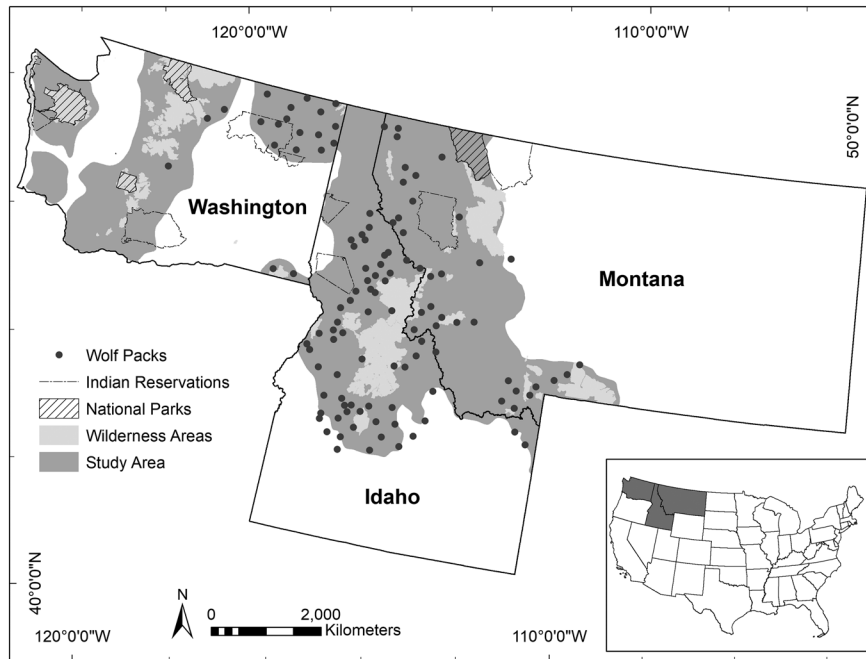 120°0'0"W
110°0'0"W
50°0'0"N
Washington
Montana
Wolf Packs
Indian Reservations
National Parks
Wilderness Areas
Study Area
Idaho
40°0'0"N
N
0
2,000
Kilometers
120°0'0"W
110°0'0"W